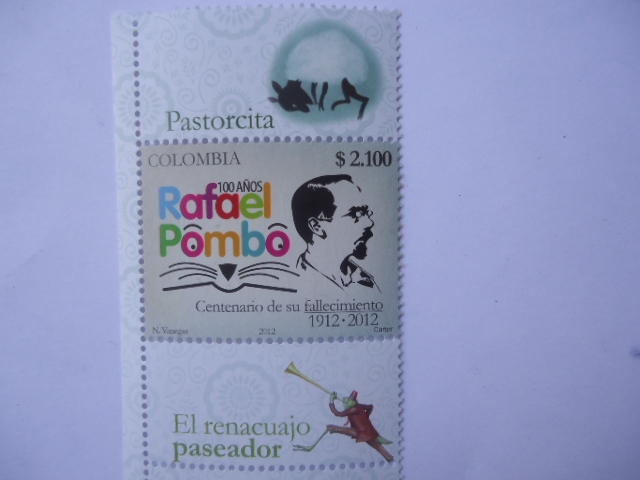 Pastorcita
COLOMBIA $ 2.100
100 AÑOS
Rafael
Pombo
Centenario de su fallecimiento
1912 · 2012
N. Vanegas 2012 Carter
El renacuajo
paseador